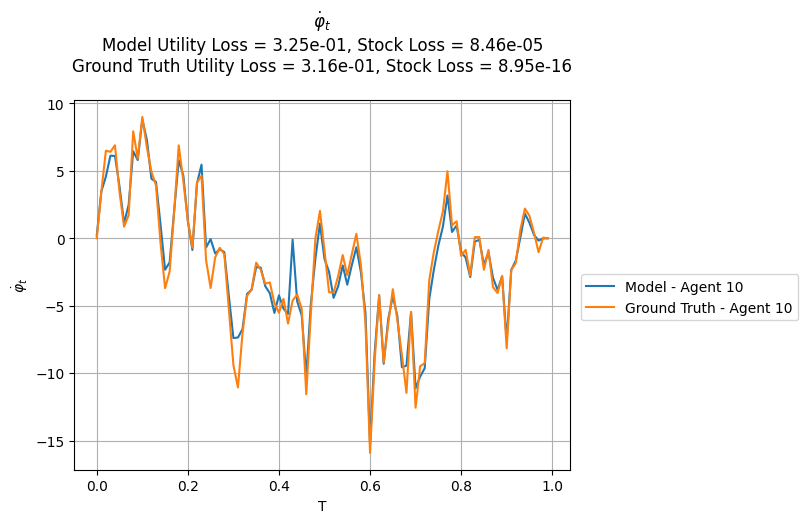 φ̇ₜ
Model Utility Loss = 3.25e-01, Stock Loss = 8.46e-05
Ground Truth Utility Loss = 3.16e-01, Stock Loss = 8.95e-16
10
5
0
−5
−10
−15
φ̇ₜ
0.0 0.2 0.4 0.6 0.8 1.0
T
Model - Agent 10
Ground Truth - Agent 10